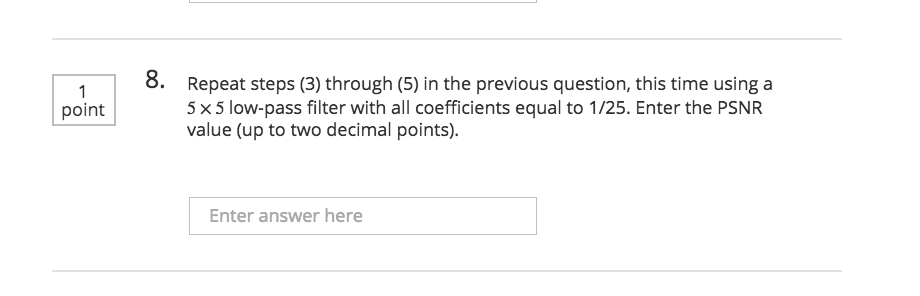 1
point
8.
Repeat steps (3) through (5) in the previous question, this time using a
5 × 5 low-pass filter with all coefficients equal to 1/25. Enter the PSNR
value (up to two decimal points).
Enter answer here